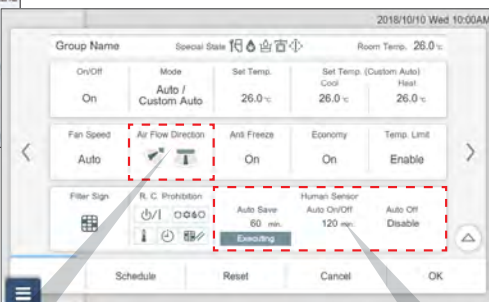 2018/10/10 Wed 10:00AM
Group Name Special State Room Temp. 26.0 °c
On/Off Mode Set Temp. Set Temp. (Custom Auto)
Cool Heat
On Auto / Custom Auto 26.0 °c 26.0 °c 26.0 °c
Fan Speed Air Flow Direction Anti Freeze Economy Temp. Limit
Auto On On Enable
Filter Sign R. C. Prohibition Human Sensor
Auto Save Auto On/Off Auto Off
60 min. 120 min. Disable
Executing
Schedule Reset Cancel OK